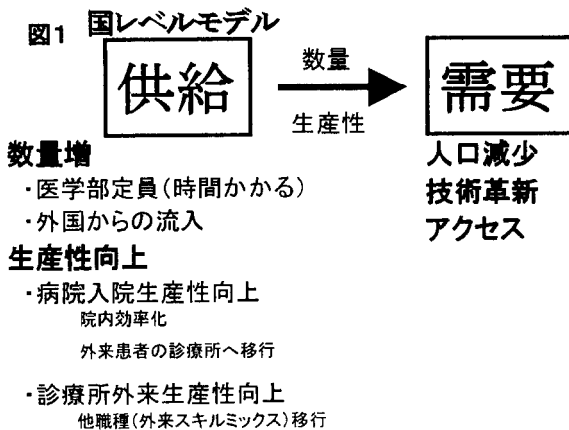 図1 国レベルモデル
供給
数量
生産性
需要
数量増
・医学部定員(時間かかる)
・外国からの流入
生産性向上
・病院入院生産性向上
院内効率化
外来患者の診療所へ移行
・診療所外来生産性向上
他職種(外来スキルミックス)移行
人口減少
技術革新
アクセス